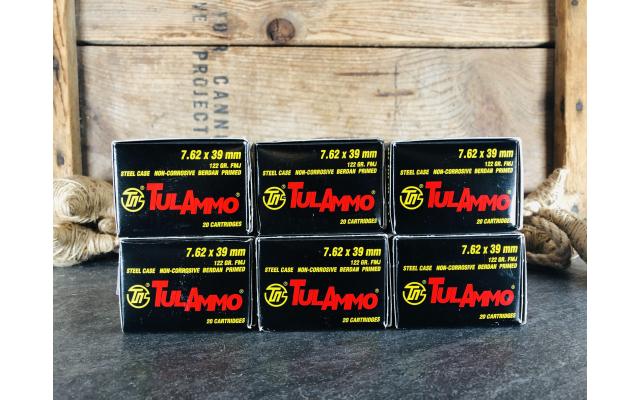 TOR CANN
PROJECT
7.62 x 39 mm
122 GR. FMJ
STEEL CASE NON-CORROSIVE BERDAN PRIMED
TULAMMO®
20 CARTRIDGES
7.62 x 39 mm
122 GR. FMJ
STEEL CASE NON-CORROSIVE BERDAN PRIMED
TULAMMO®
20 CARTRIDGES
7.62 x 39 mm
122 GR. FMJ
STEEL CASE NON-CORROSIVE BERDAN PRIMED
TULAMMO®
20 CARTRIDGES
7.62 x 39 mm
122 GR. FMJ
STEEL CASE NON-CORROSIVE BERDAN PRIMED
TULAMMO®
20 CARTRIDGES
7.62 x 39 mm
122 GR. FMJ
STEEL CASE NON-CORROSIVE BERDAN PRIMED
TULAMMO®
20 CARTRIDGES
7.62 x 39 mm
122 GR. FMJ
STEEL CASE NON-CORROSIVE BERDAN PRIMED
TULAMMO®
20 CARTRIDGES